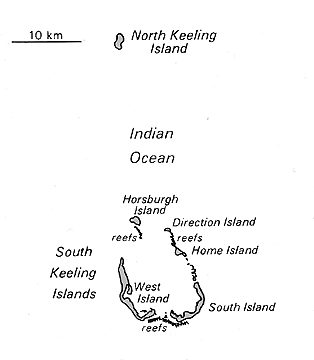 10 km
North Keeling
Island
Indian
Ocean
Horsburgh
Island
Direction Island
reefs
reefs
Home Island
South
Keeling
Islands
West
Island
South Island
reefs